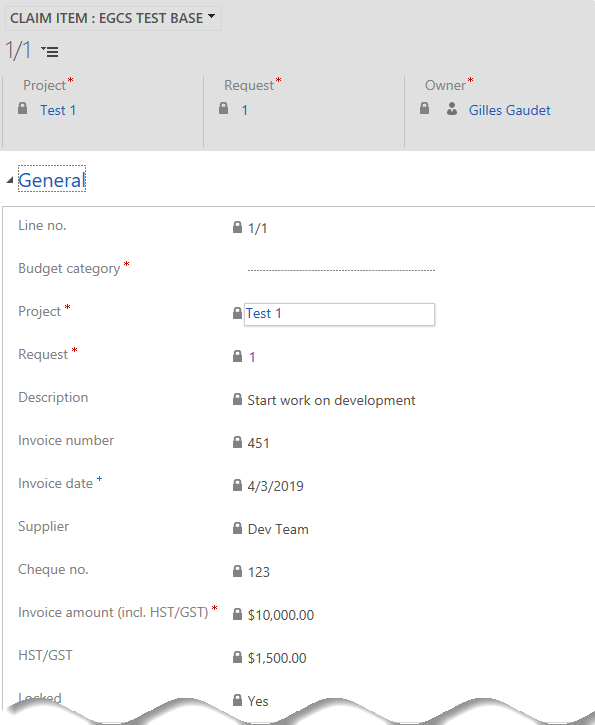 CLAIM ITEM : EGCS TEST BASE
1/1
Project* Request* Owner*
Test 1 1 Gilles Gaudet
General
Line no. 1/1
Budget category *
Project * Test 1
Request * 1
Description Start work on development
Invoice number 451
Invoice date + 4/3/2019
Supplier Dev Team
Cheque no. 123
Invoice amount (incl. HST/GST) * $10,000.00
HST/GST $1,500.00
Locked Yes